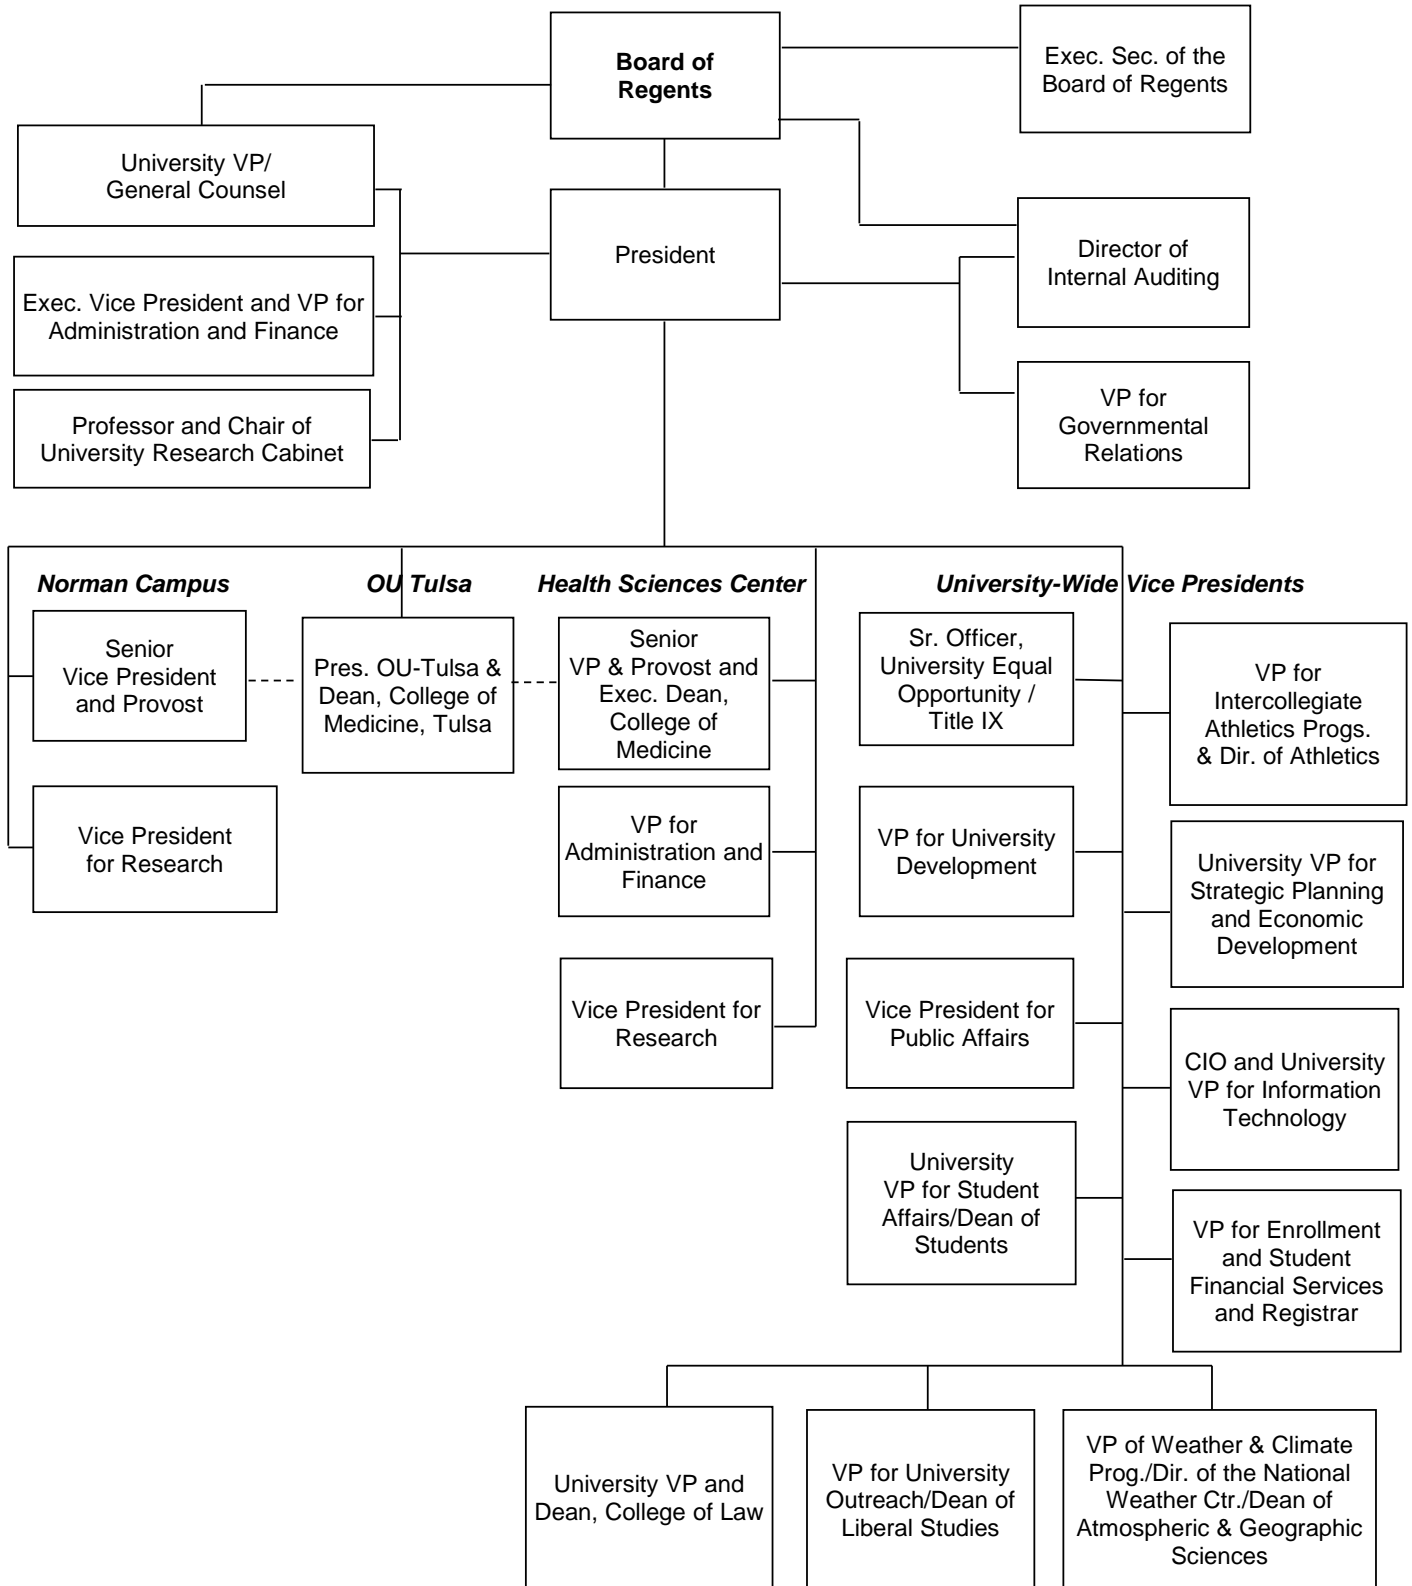 Board of
Regents
Exec. Sec. of the
Board of Regents
University VP/
General Counsel
President
Director of
Internal Auditing
Exec. Vice President and VP for
Administration and Finance
VP for
Governmental
Relations
Professor and Chair of
University Research Cabinet
Norman Campus
OU Tulsa
Health Sciences Center
University-Wide Vice Presidents
Senior
Vice President
and Provost
Pres. OU-Tulsa &
Dean, College of
Medicine, Tulsa
Senior
VP & Provost and
Exec. Dean,
College of
Medicine
Sr. Officer,
University Equal
Opportunity /
Title IX
VP for
Intercollegiate
Athletics Progs.
& Dir. of Athletics
Vice President
for Research
VP for
Administration and
Finance
VP for University
Development
University VP for
Strategic Planning
and Economic
Development
Vice President for
Research
Vice President for
Public Affairs
CIO and University
VP for Information
Technology
University
VP for Student
Affairs/Dean of
Students
VP for Enrollment
and Student
Financial Services
and Registrar
University VP and
Dean, College of Law
VP for University
Outreach/Dean of
Liberal Studies
VP of Weather & Climate
Prog./Dir. of the National
Weather Ctr./Dean of
Atmospheric & Geographic
Sciences